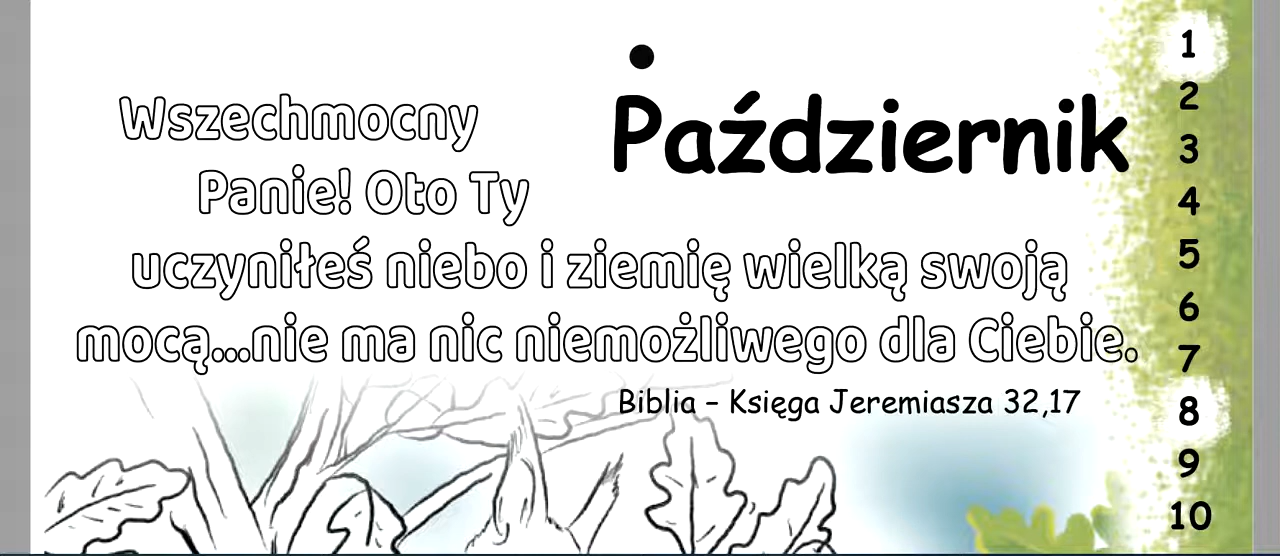 Wszechmocny
Panie! Oto Ty
uczyniłeś niebo i ziemię wielką swoją
mocą...nie ma nic niemożliwego dla Ciebie.
Biblia – Księga Jeremiasza 32,17
Październik
1
2
3
4
5
6
7
8
9
10